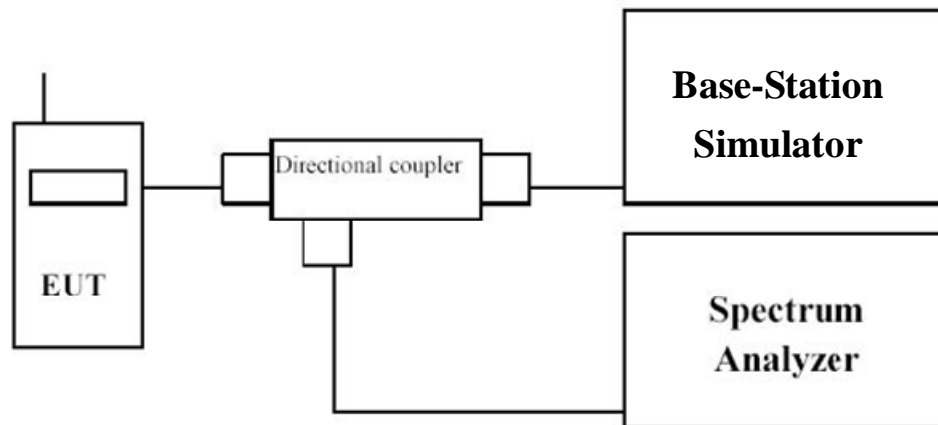 Base-Station
Simulator
Directional coupler
EUT
Spectrum
Analyzer